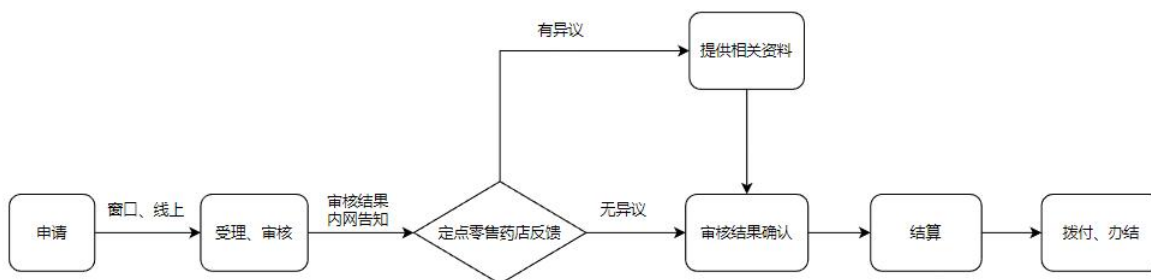 有异议
提供相关资料
申请
窗口、线上
受理、审核
审核结果
内网告知
定点零售药店反馈
无异议
审核结果确认
结算
拨付、办结